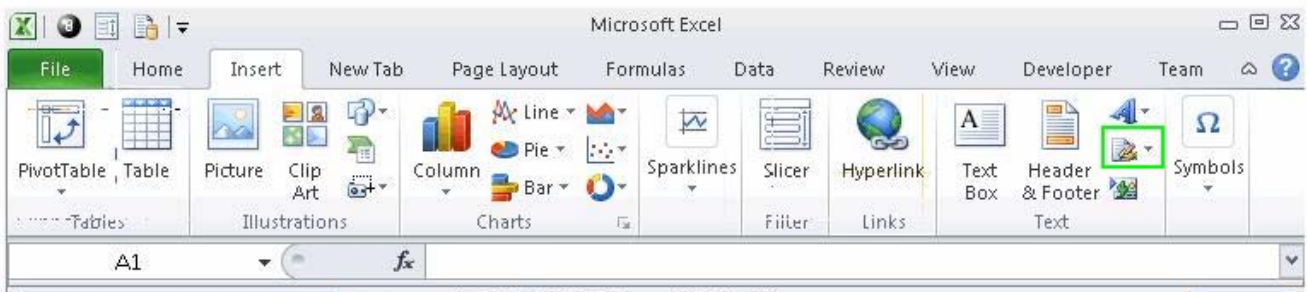 Microsoft Excel
File Home Insert New Tab Page Layout Formulas Data Review View Developer Team
PivotTable Table Picture Clip Art Column Line Pie Bar Sparklines Slicer Hyperlink A Text Box Header & Footer A Ω Symbols
Tables Illustrations Charts Filter Links Text
A1 fx